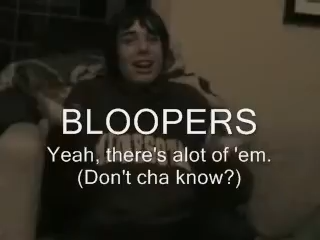 BLOOPERS
Yeah, there's alot of 'em.
(Don't cha know?)